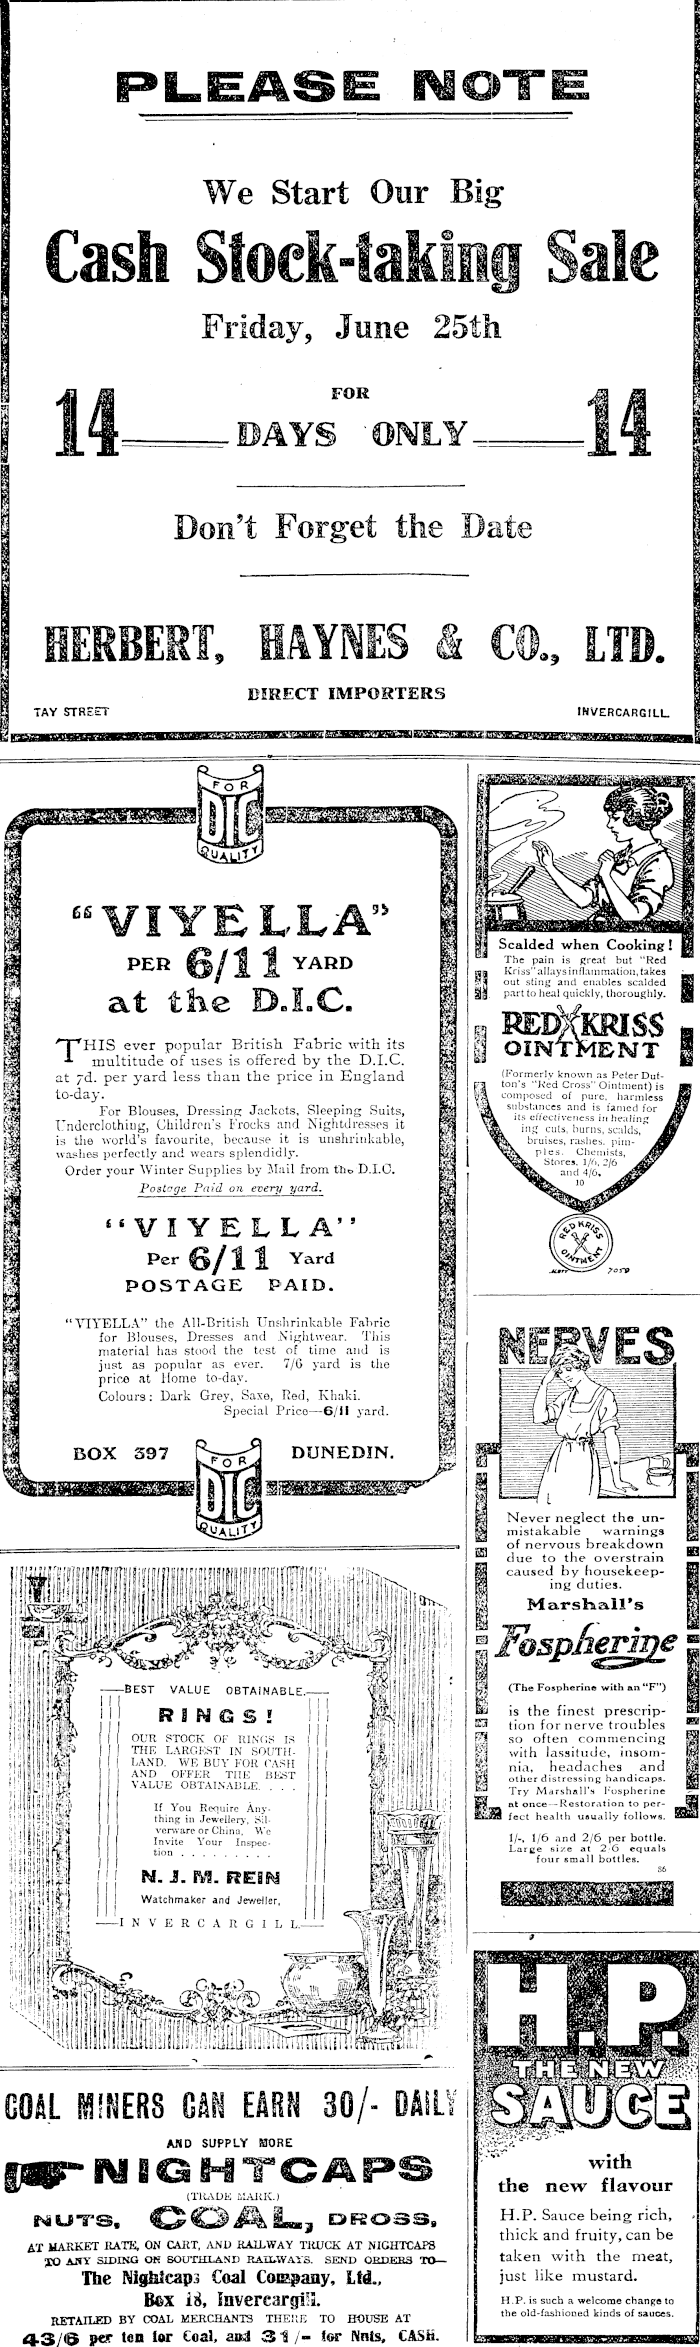 PLEASE NOTE
We Start Our Big
Cash Stock-taking Sale
Friday, June 25th
FOR
14 DAYS ONLY 14
Don't Forget the Date
HERBERT, HAYNES & CO., LTD.
DIRECT IMPORTERS
TAY STREET INVERCARGILL
FOR
DIC
QUALITY
"VIYELLA"
PER 6/11 YARD
at the D.I.C.
THIS ever popular British Fabric with its
multitude of uses is offered by the D.I.C.
at 7d. per yard less than the price in England
to-day.
For Blouses, Dressing Jackets, Sleeping Suits,
Underclothing, Children's Frocks and Nightdresses it
is the world's favourite, because it is unshrinkable,
washes perfectly and wears splendidly.
Order your Winter Supplies by Mail from the D.I.C.
Postage Paid on every yard.
"VIYELLA"
Per 6/11 Yard
POSTAGE PAID.
"VIYELLA" the All-British Unshrinkable Fabric
for Blouses, Dresses and Nightwear. This
material has stood the test of time and is
just as popular as ever. 7/6 yard is the
price at Home to-day.
Colours: Dark Grey, Saxe, Red, Khaki.
Special Price—6/11 yard.
BOX 397 DUNEDIN.
FOR
DIC
QUALITY
BEST VALUE OBTAINABLE.
RINGS!
OUR STOCK OF RINGS IS
THE LARGEST IN SOUTH-
LAND. WE BUY FOR CASH
AND OFFER THE BEST
VALUE OBTAINABLE. . . .
If You Require Any-
thing in Jewellery, Sil-
verware or China, We
Invite Your Inspec-
tion . . . . . . . . .
N. J. M. REIN
Watchmaker and Jeweller,
INVERCARGILL.
COAL MINERS CAN EARN 30/- DAILY
AND SUPPLY MORE
NIGHTCAPS
(TRADE MARK.)
NUTS, COAL, DROSS,
AT MARKET RATE, ON CART, AND RAILWAY TRUCK AT NIGHTCAPS
TO ANY SIDING ON SOUTHLAND RAILWAYS. SEND ORDERS TO—
The Nightcaps Coal Company, Ltd.,
Box 18, Invercargill.
RETAILED BY COAL MERCHANTS THERE TO HOUSE AT
43/6 per ton for Coal, and 31/- for Nuts, CASH.
Scalded when Cooking!
The pain is great but "Red
Kriss" allays inflammation, takes
out sting and enables scalded
part to heal quickly, thoroughly.
RED KRISS
OINTMENT
(Formerly known as Peter Dut-
ton's "Red Cross" Ointment) is
composed of pure, harmless
substances and is famed for
its effectiveness in healing
ing cuts, burns, scalds,
bruises, rashes, pim-
ples. Chemists,
Stores, 1/6, 2/6
and 4/6.
10
RED KRISS
OINTMENT
NERVES
Never neglect the un-
mistakable warnings
of nervous breakdown
due to the overstrain
caused by housekeep-
ing duties.
Marshall's
Fospherine
(The Fospherine with an "F")
is the finest prescrip-
tion for nerve troubles
so often commencing
with lassitude, insom-
nia, headaches and
other distressing handicaps.
Try Marshall's Fospherine
at once—Restoration to per-
fect health usually follows.
1/-, 1/6 and 2/6 per bottle.
Large size at 2/6 equals
four small bottles.
86
H.P.
THE NEW
SAUCE
with
the new flavour
H.P. Sauce being rich,
thick and fruity, can be
taken with the meat,
just like mustard.
H.P. is such a welcome change to
the old-fashioned kinds of sauces.